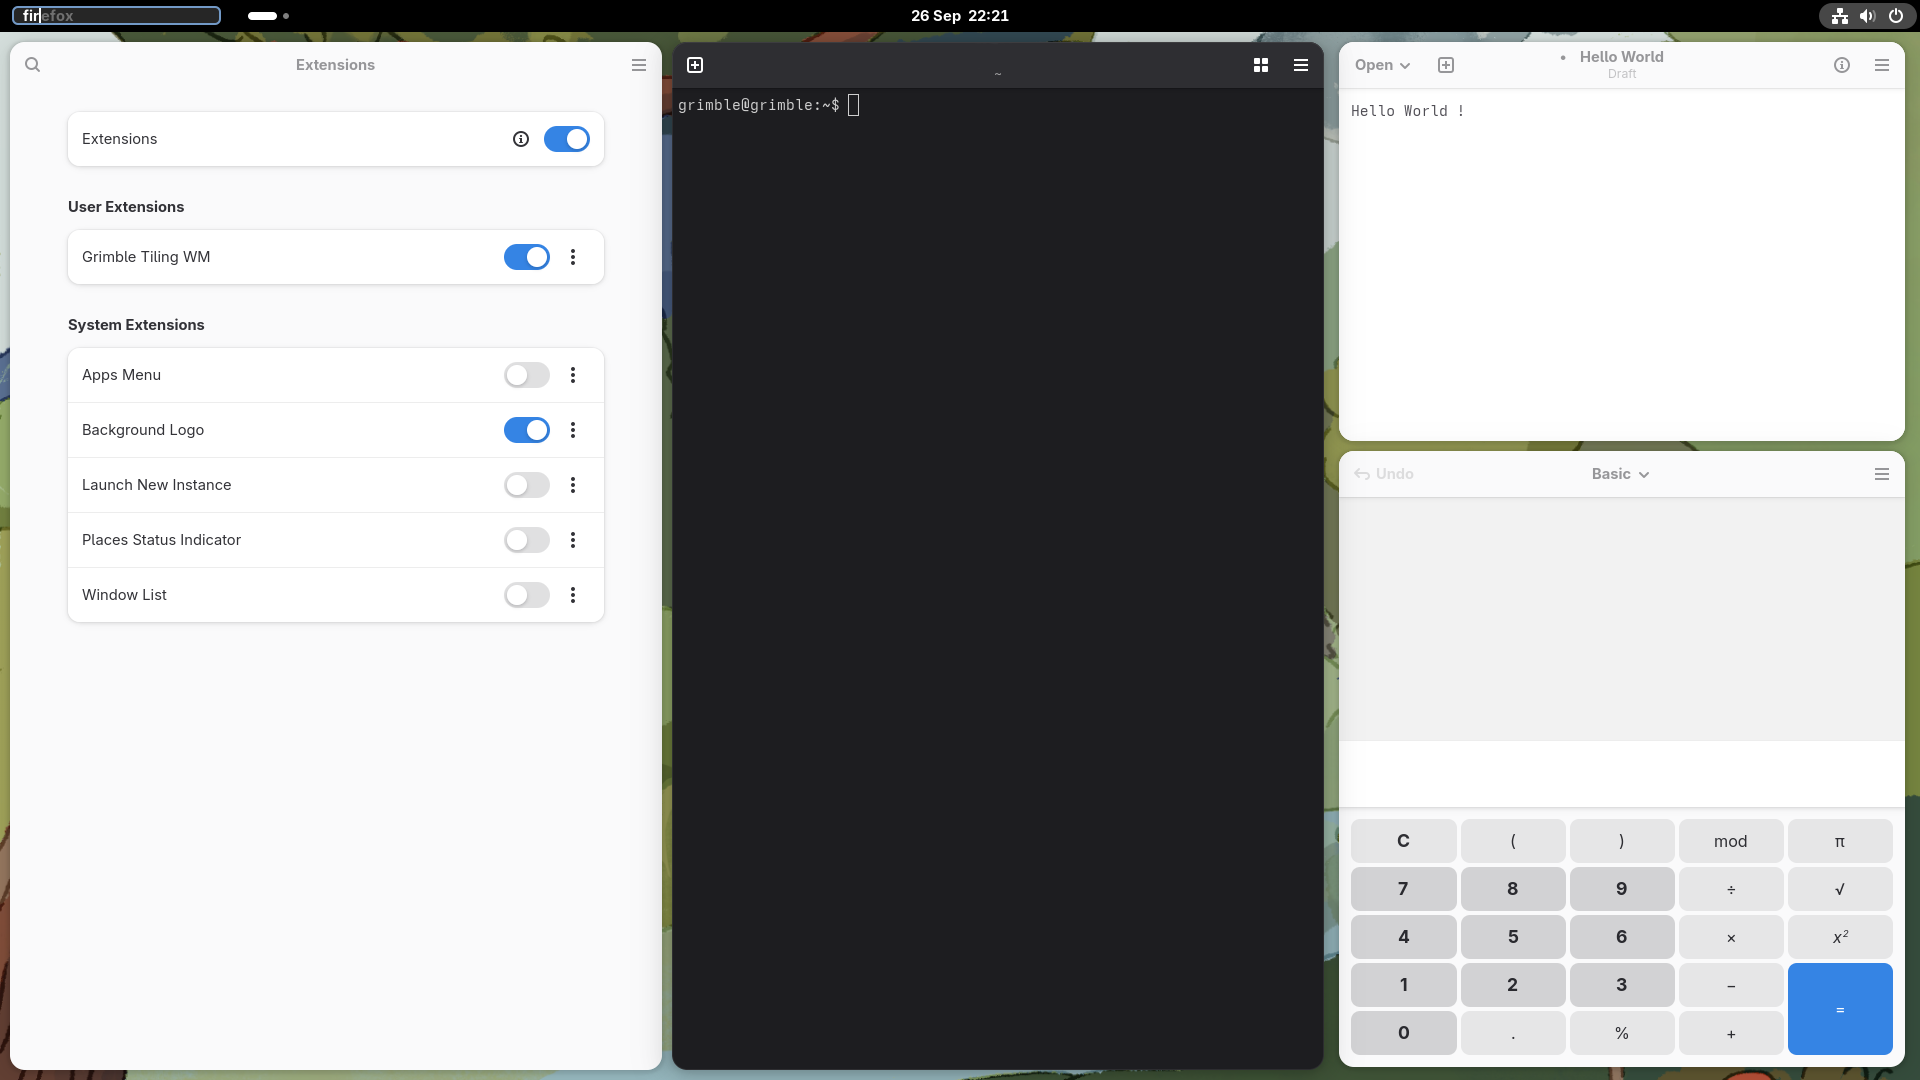 firefox
26 Sep 22:21
Extensions
Extensions
User Extensions
Grimble Tiling WM
System Extensions
Apps Menu
Background Logo
Launch New Instance
Places Status Indicator
Window List
~
grimble@grimble:~$
Open
• Hello World
Draft
Hello World !
Undo
Basic
C ( ) mod π
7 8 9 ÷ √
4 5 6 × x²
1 2 3 −
=
0 . % +